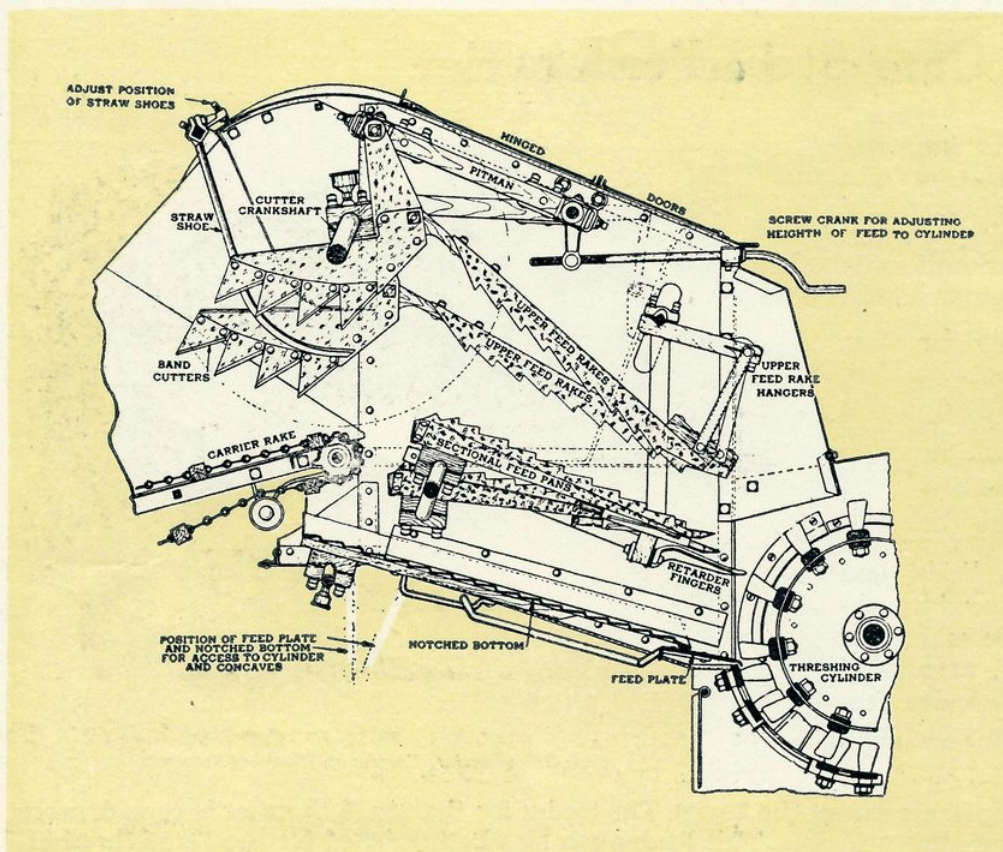 ADJUST POSITION
OF STRAW SHOES
HINGED
PITMAN
DOORS
CUTTER
CRANKSHAFT
STRAW
SHOE
SCREW CRANK FOR ADJUSTING
HEIGHTH OF FEED TO CYLINDER
UPPER FEED RAKES
UPPER FEED RAKES
BAND
CUTTERS
UPPER
FEED RAKE
HANGERS
CARRIER RAKE
SECTIONAL FEED PANS
RETARDER
FINGERS
POSITION OF FEED PLATE
AND NOTCHED BOTTOM
FOR ACCESS TO CYLINDER
AND CONCAVES
NOTCHED BOTTOM
FEED PLATE
THRESHING
CYLINDER